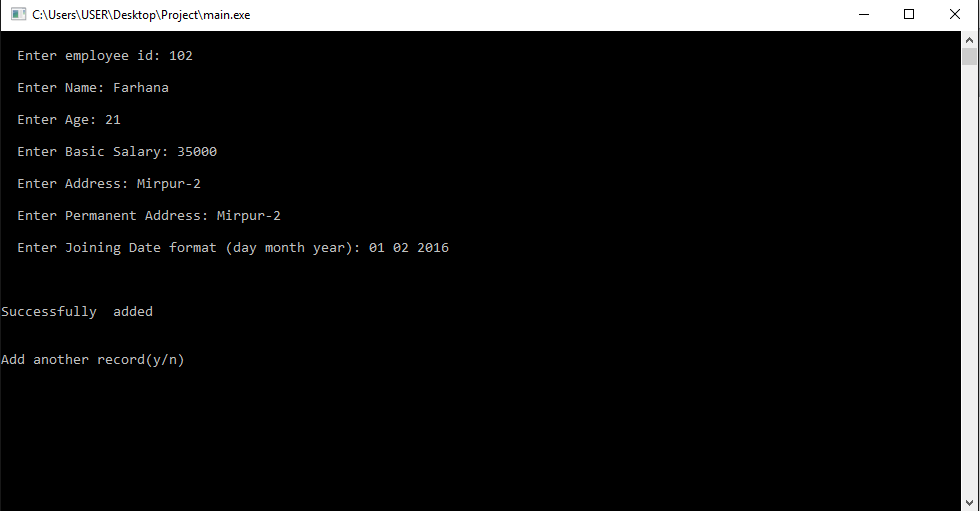 C:\Users\USER\Desktop\Project\main.exe
Enter employee id: 102
Enter Name: Farhana
Enter Age: 21
Enter Basic Salary: 35000
Enter Address: Mirpur-2
Enter Permanent Address: Mirpur-2
Enter Joining Date format (day month year): 01 02 2016
Successfully  added
Add another record(y/n)